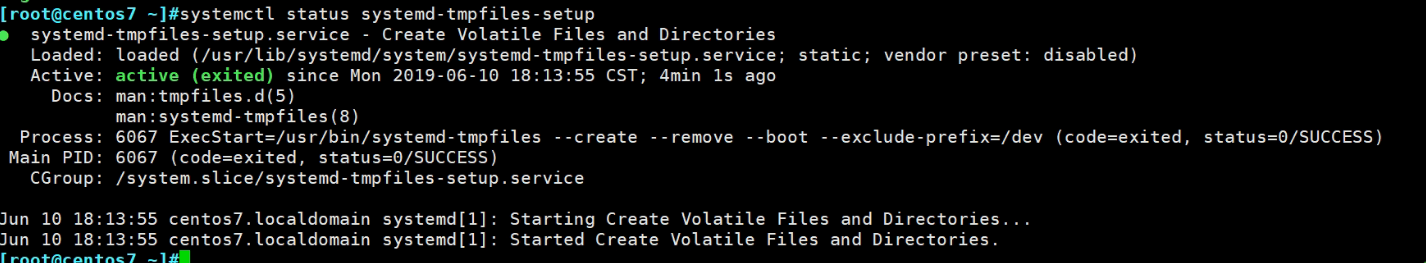 [root@centos7 ~]#systemctl status systemd-tmpfiles-setup
● systemd-tmpfiles-setup.service - Create Volatile Files and Directories
Loaded: loaded (/usr/lib/systemd/system/systemd-tmpfiles-setup.service; static; vendor preset: disabled)
Active: active (exited) since Mon 2019-06-10 18:13:55 CST; 4min 1s ago
Docs: man:tmpfiles.d(5)
man:systemd-tmpfiles(8)
Process: 6067 ExecStart=/usr/bin/systemd-tmpfiles --create --remove --boot --exclude-prefix=/dev (code=exited, status=0/SUCCESS)
Main PID: 6067 (code=exited, status=0/SUCCESS)
CGroup: /system.slice/systemd-tmpfiles-setup.service
Jun 10 18:13:55 centos7.localdomain systemd[1]: Starting Create Volatile Files and Directories...
Jun 10 18:13:55 centos7.localdomain systemd[1]: Started Create Volatile Files and Directories.
[root@centos7 ~]#